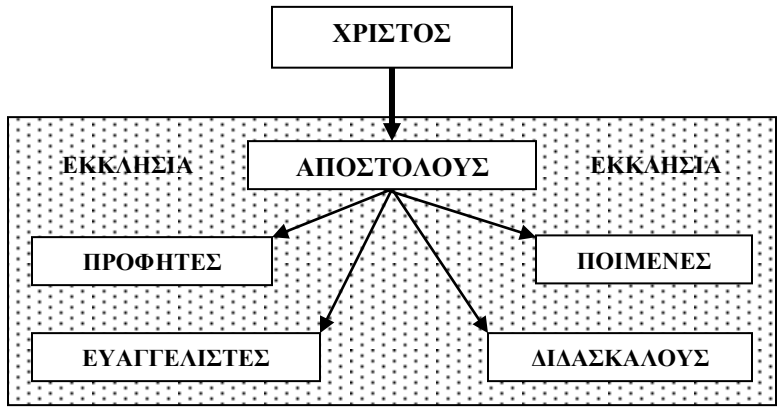 ΧΡΙΣΤΟΣ
ΕΚΚΛΗΣΙΑ
ΑΠΟΣΤΟΛΟΥΣ
ΕΚΚΛΗΣΙΑ
ΠΡΟΦΗΤΕΣ
ΠΟΙΜΕΝΕΣ
ΕΥΑΓΓΕΛΙΣΤΕΣ
ΔΙΔΑΣΚΑΛΟΥΣ